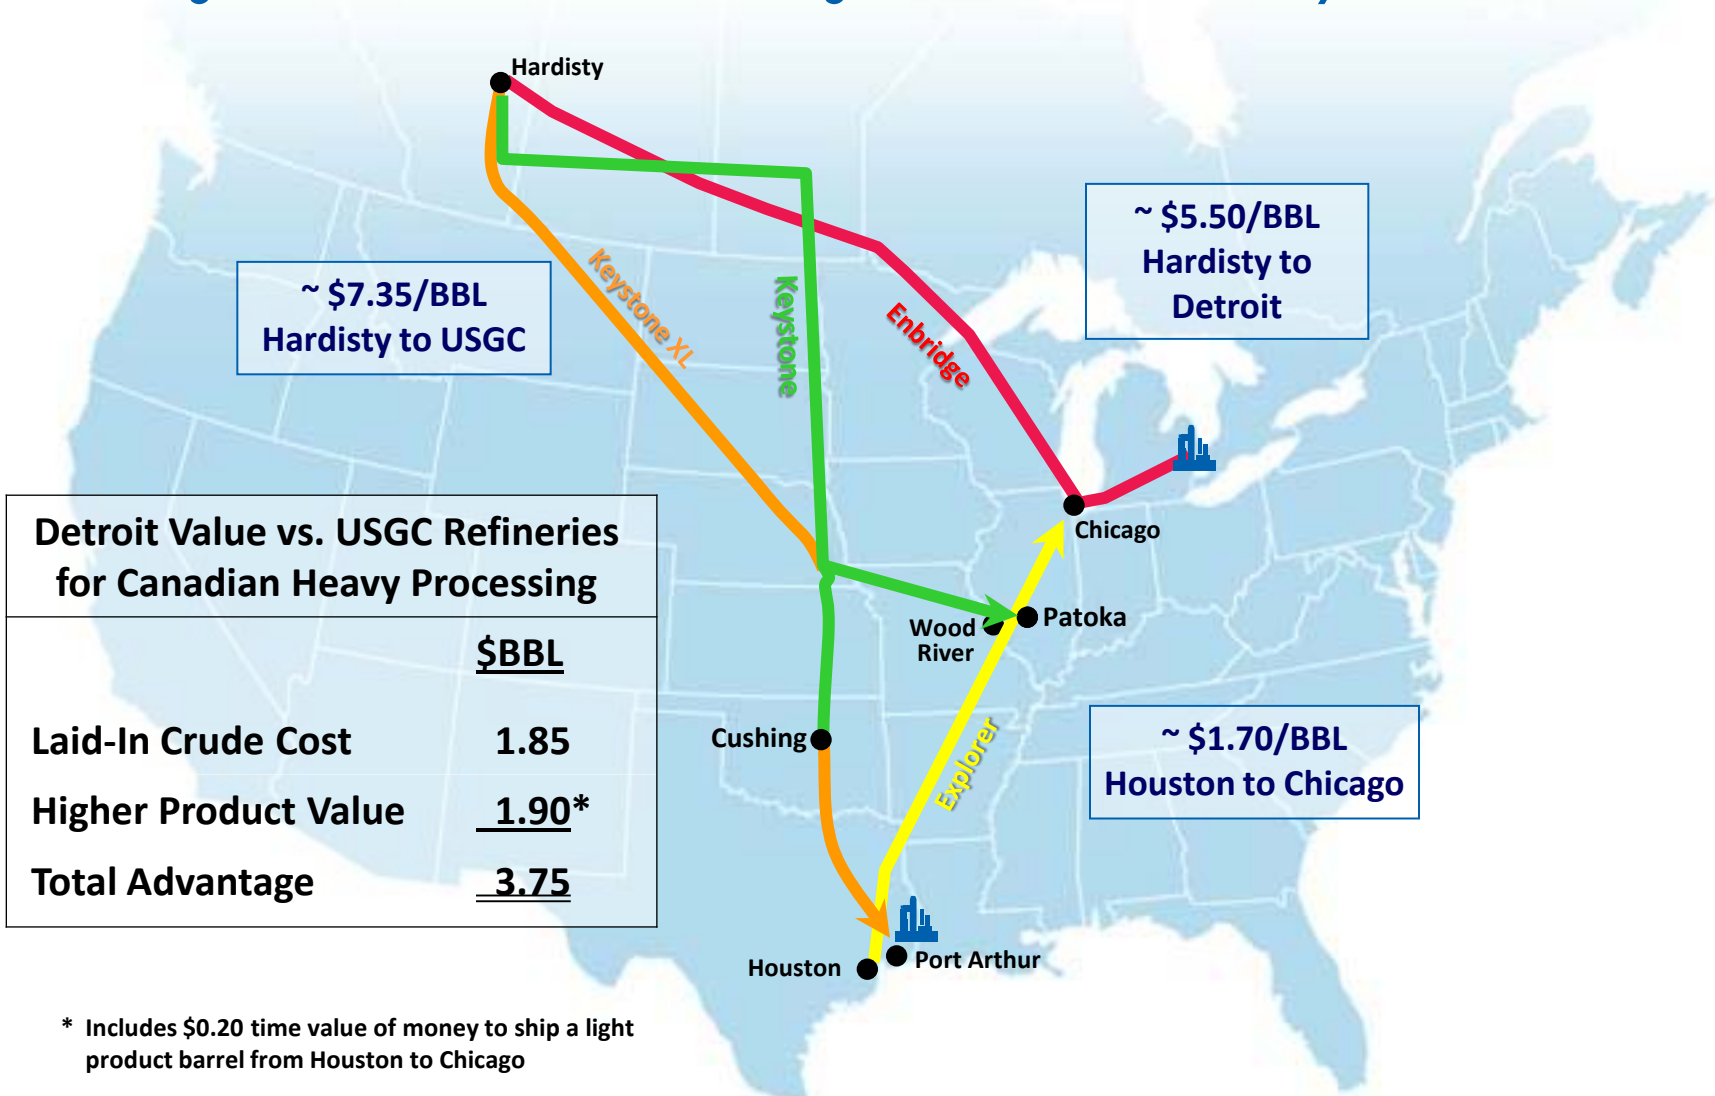 Hardisty
~ $5.50/BBL
Hardisty to
Detroit
~ $7.35/BBL
Hardisty to USGC
Keystone XL
Keystone
Enbridge
Chicago
Detroit Value vs. USGC Refineries
for Canadian Heavy Processing
$BBL
Laid-In Crude Cost 1.85
Higher Product Value 1.90*
Total Advantage 3.75
Wood
River
Patoka
Cushing
Explorer
~ $1.70/BBL
Houston to Chicago
Houston
Port Arthur
* Includes $0.20 time value of money to ship a light
product barrel from Houston to Chicago